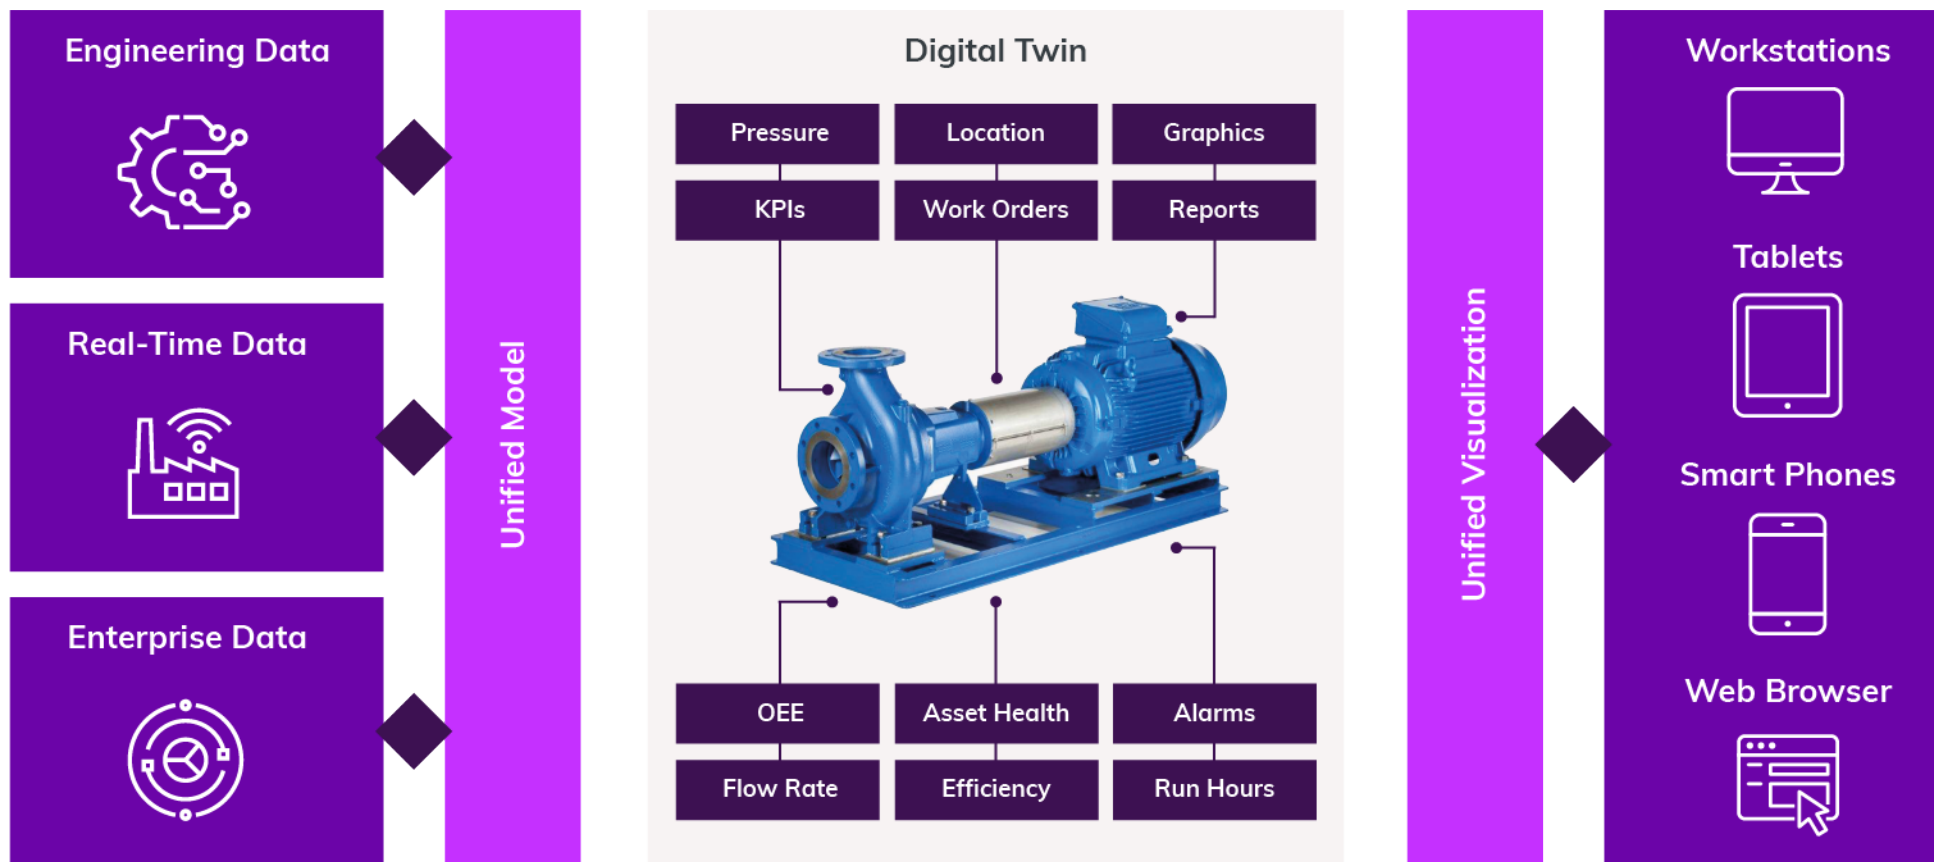 Engineering Data
Real-Time Data
Enterprise Data
Unified Model
Digital Twin
Pressure
Location
Graphics
KPIs
Work Orders
Reports
OEE
Asset Health
Alarms
Flow Rate
Efficiency
Run Hours
Unified Visualization
Workstations
Tablets
Smart Phones
Web Browser